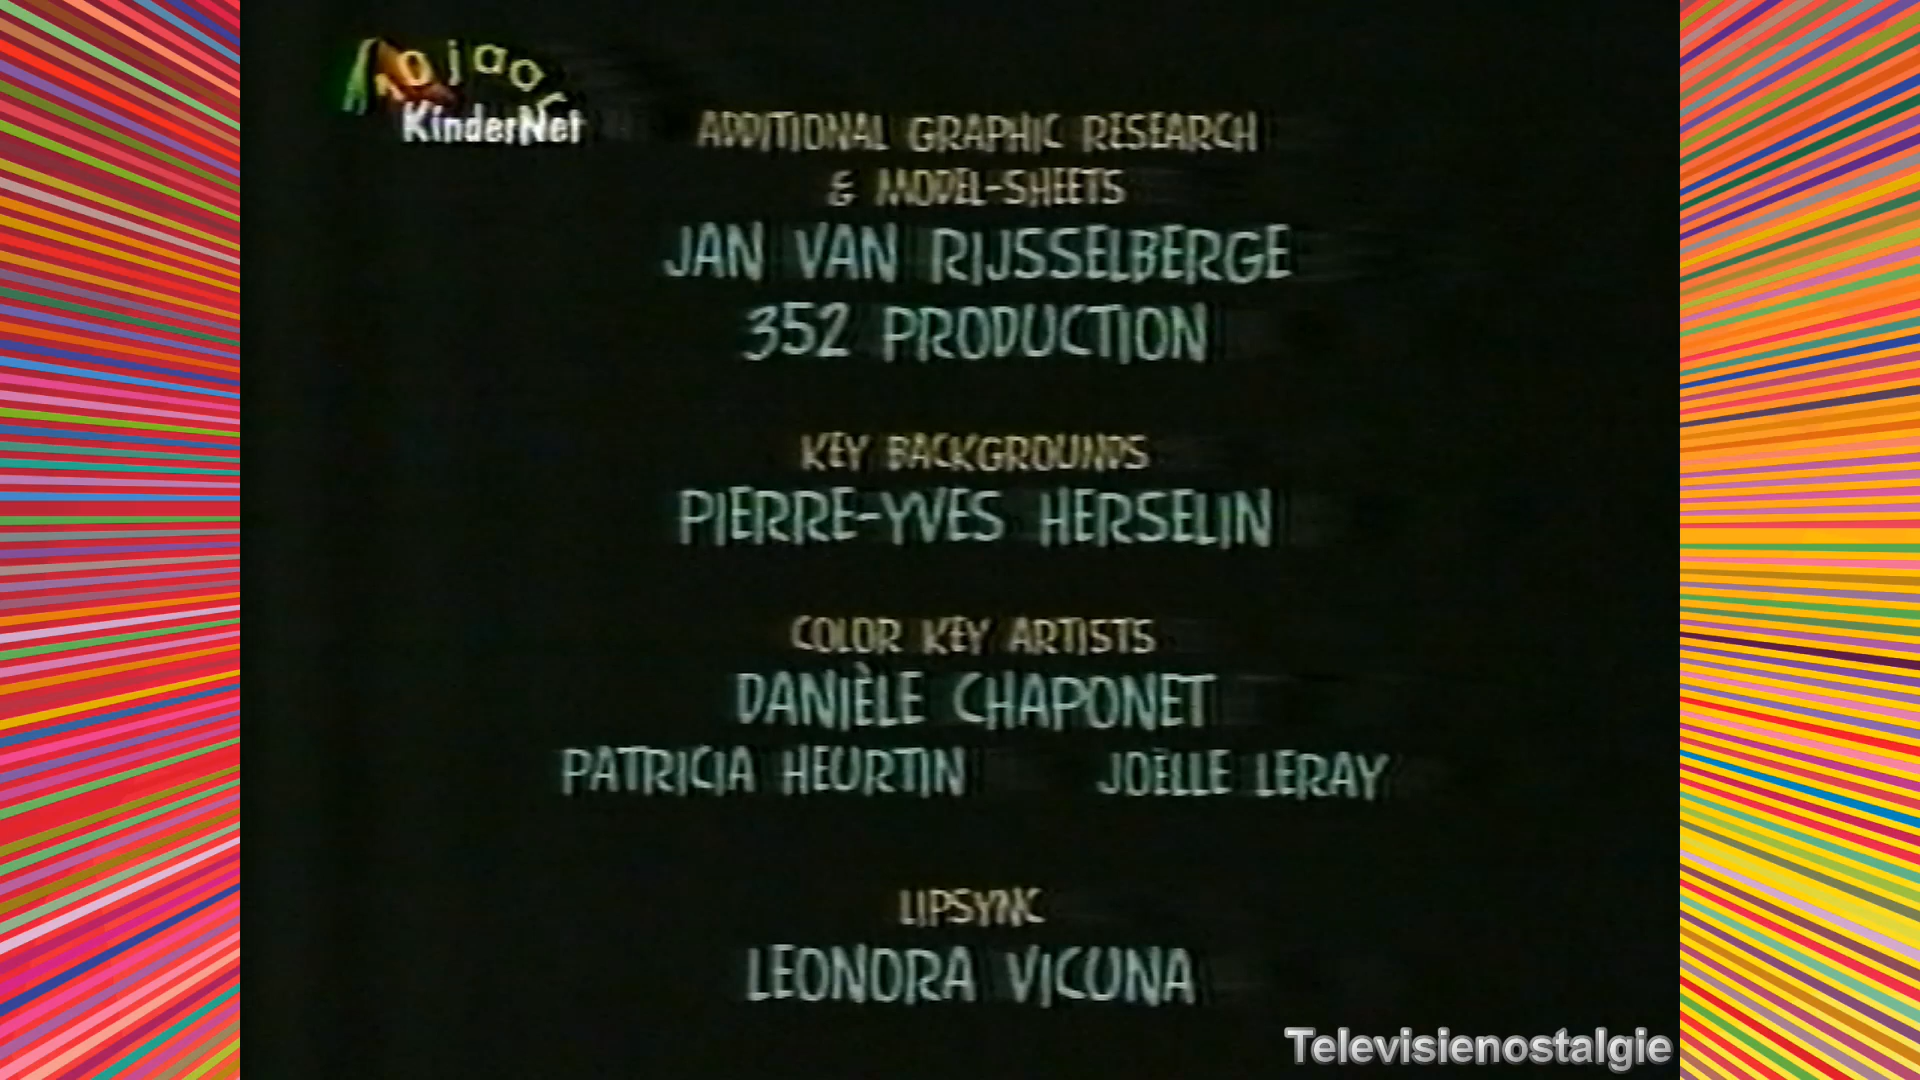 10 jaar
KinderNet
ADDITIONAL GRAPHIC RESEARCH
& MODEL-SHEETS
JAN VAN RIJSSELBERGE
352 PRODUCTION
KEY BACKGROUNDS
PIERRE-YVES HERSELIN
COLOR KEY ARTISTS
DANIÈLE CHAPONET
PATRICIA HEURTIN JOËLLE LERAY
LIPSYNC
LEONORA VICUNA
Televisienostalgie